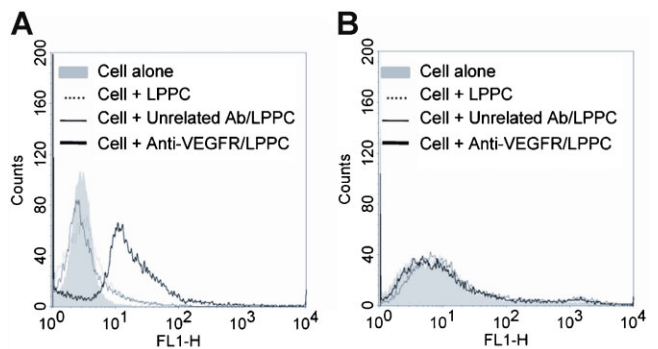 A
200
160
120
80
40
0
Counts
Cell alone
Cell + LPPC
Cell + Unrelated Ab/LPPC
Cell + Anti-VEGFR/LPPC
10^0 10^1 10^2 10^3 10^4
FL1-H
B
200
160
120
80
40
0
Counts
Cell alone
Cell + LPPC
Cell + Unrelated Ab/LPPC
Cell + Anti-VEGFR/LPPC
10^0 10^1 10^2 10^3 10^4
FL1-H